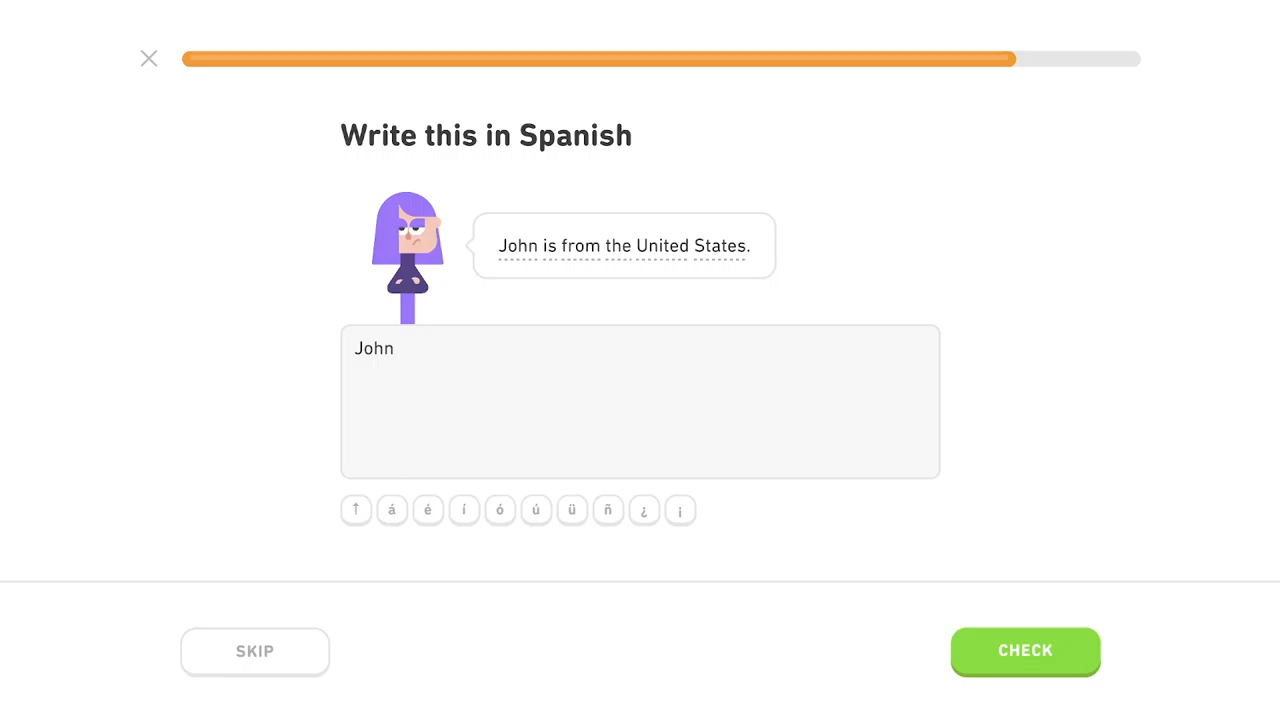 Write this in Spanish
John is from the United States.
John
↑ á é í ó ú ü ñ ¿ ¡
SKIP
CHECK